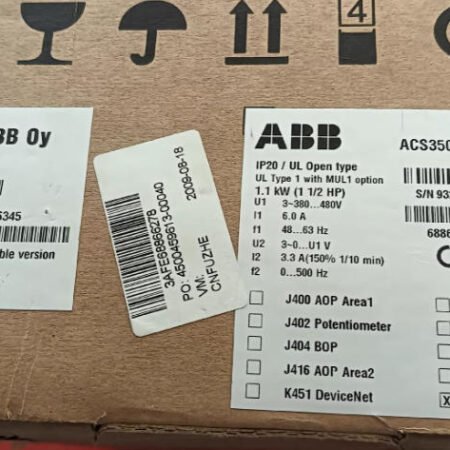 4
BB Oy
5345
ble version
3AFE68866278
PO: 4500459613-00040
VM:
CNFUZHE
2009-08-18
ABB
ACS350
IP20 / UL Open type
UL Type 1 with MUL1 option
1.1 kW (1 1/2 HP)
U1 3~380...480V
I1 6.0 A
f1 48...63 Hz
U2 3~0...U1 V
I2 3.3 A(150% 1/10 min)
f2 0...500 Hz
S/N 93
6886
J400 AOP Area1
J402 Potentiometer
J404 BOP
J416 AOP Area2
K451 DeviceNet
X